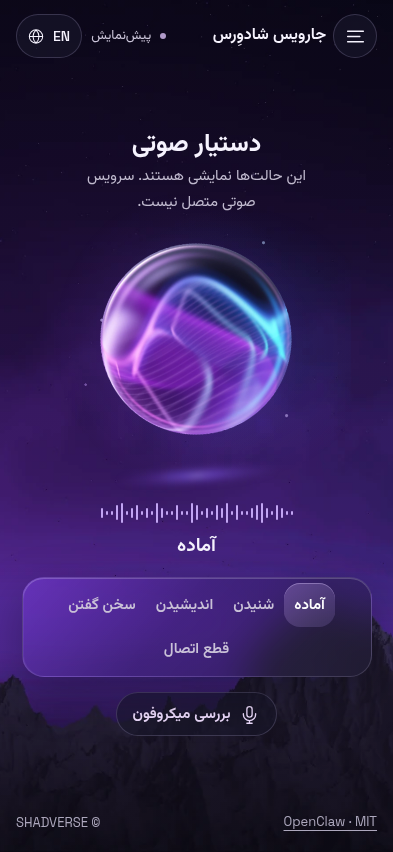 جارویس شادوِرس
پیش‌نمایش
EN
دستیار صوتی
این حالت‌ها نمایشی هستند. سرویس
صوتی متصل نیست.
آماده
آماده
شنیدن
اندیشیدن
سخن گفتن
قطع اتصال
بررسی میکروفون
OpenClaw · MIT
SHADVERSE ©